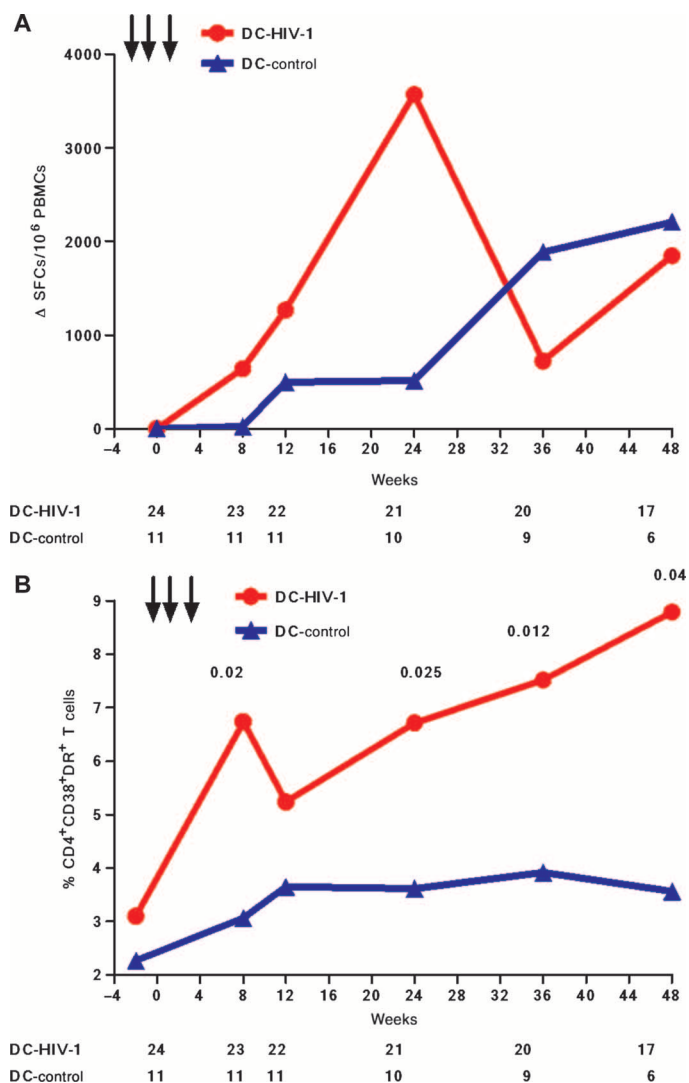 A
DC-HIV-1
DC-control
4000
3000
2000
1000
0
Δ SFCs/10⁶ PBMCs
–4 0 4 8 12 16 20 24 28 32 36 40 44 48
Weeks
DC-HIV-1 24 23 22 21 20 17
DC-control 11 11 11 10 9 6
B
DC-HIV-1
DC-control
0.04
0.012
0.02
0.025
9
8
7
6
5
4
3
2
% CD4⁺CD38⁺DR⁺ T cells
–4 0 4 8 12 16 20 24 28 32 36 40 44 48
Weeks
DC-HIV-1 24 23 22 21 20 17
DC-control 11 11 11 10 9 6